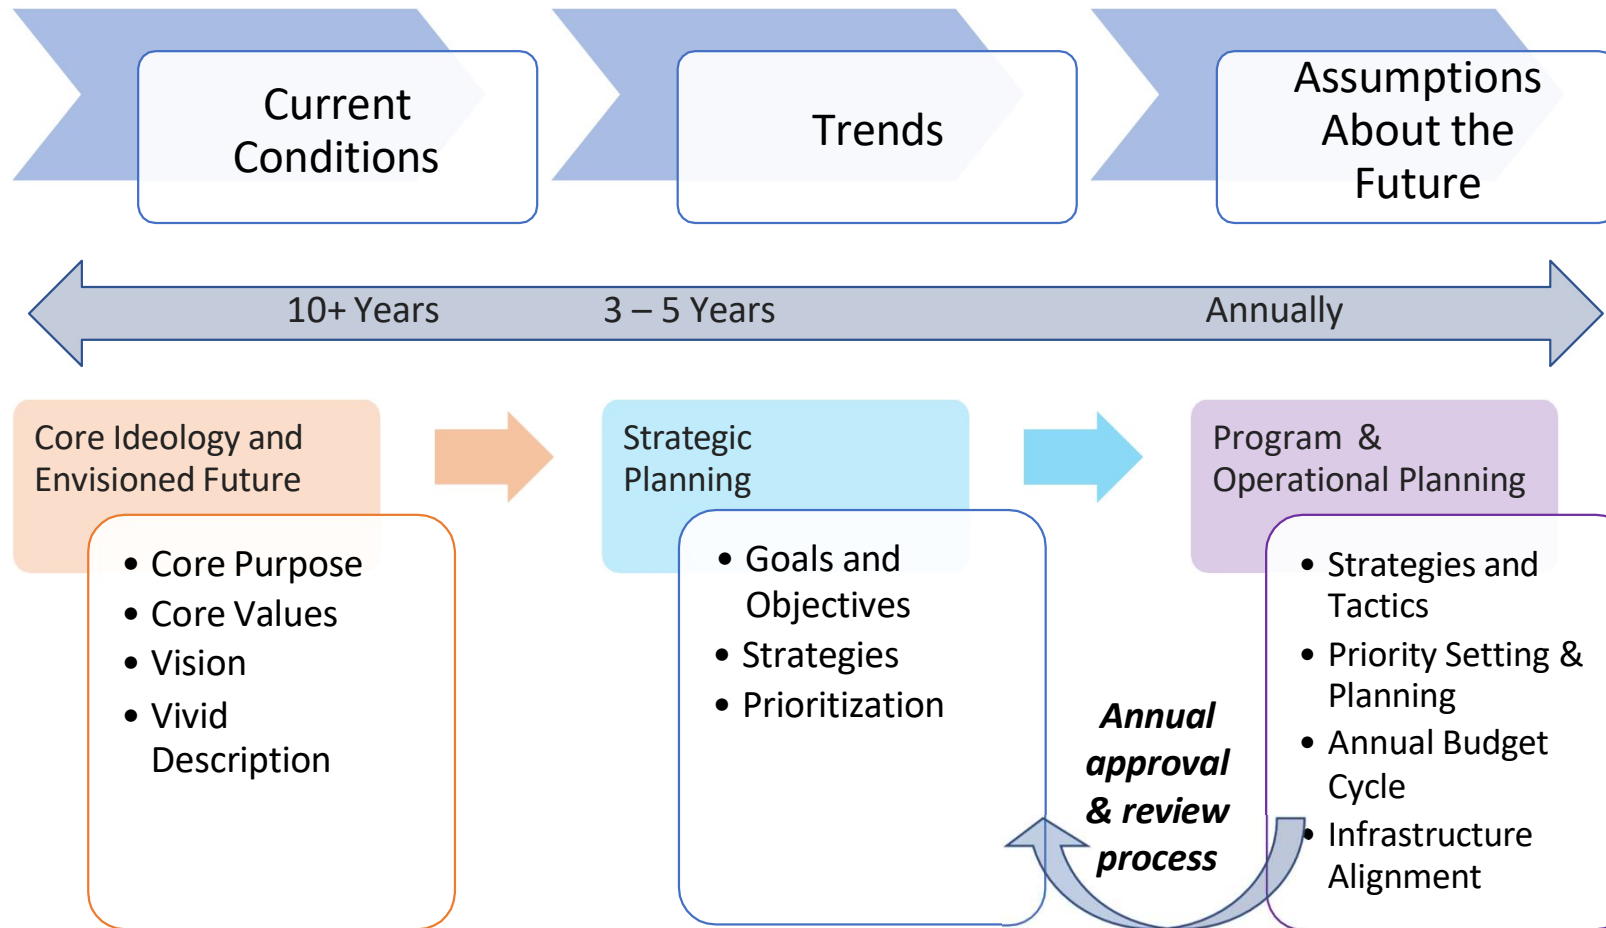 Current
Conditions
Trends
Assumptions
About the
Future
10+ Years
3 – 5 Years
Annually
Core Ideology and
Envisioned Future
• Core Purpose
• Core Values
• Vision
• Vivid
Description
Strategic
Planning
• Goals and
Objectives
• Strategies
• Prioritization
Annual
approval
& review
process
Program &
Operational Planning
• Strategies and
Tactics
• Priority Setting &
Planning
• Annual Budget
Cycle
• Infrastructure
Alignment